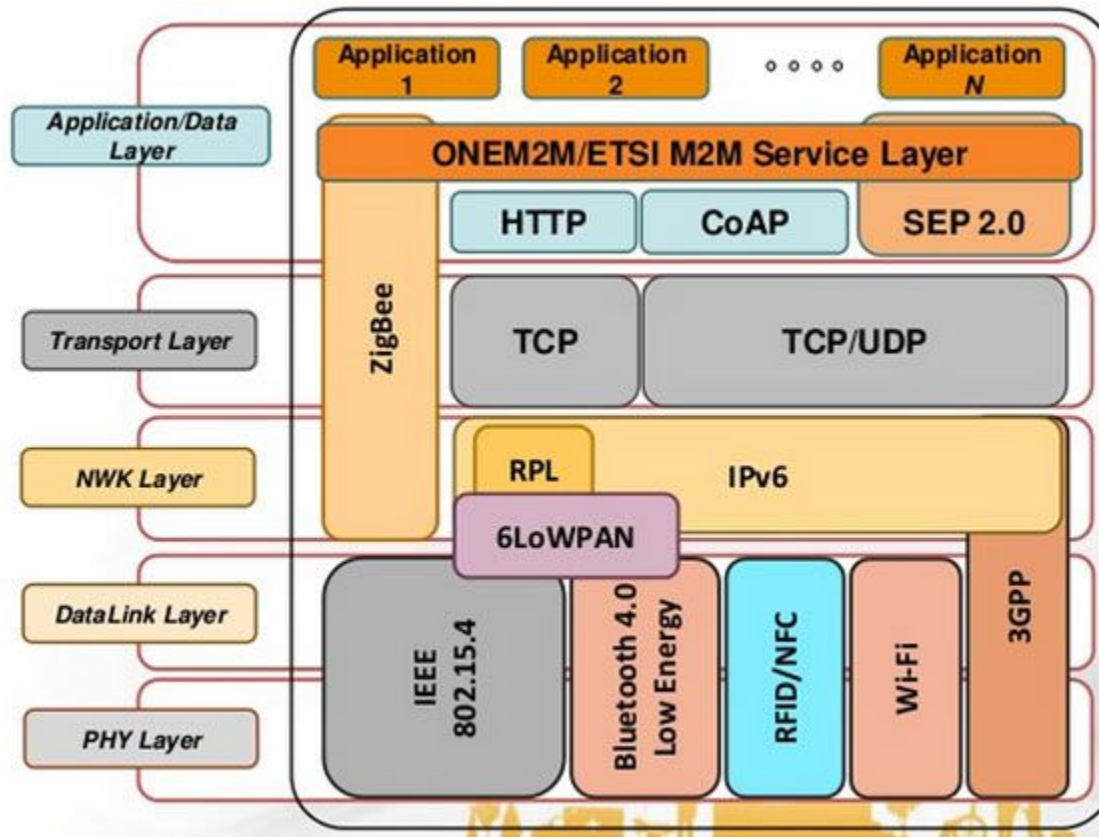 Application
1
Application
2
Application
N
Application/Data
Layer
ONEM2M/ETSI M2M Service Layer
HTTP
CoAP
SEP 2.0
ZigBee
Transport Layer
TCP
TCP/UDP
NWK Layer
RPL
IPv6
6LoWPAN
DataLink Layer
IEEE
802.15.4
Bluetooth 4.0
Low Energy
RFID/NFC
Wi-Fi
3GPP
PHY Layer